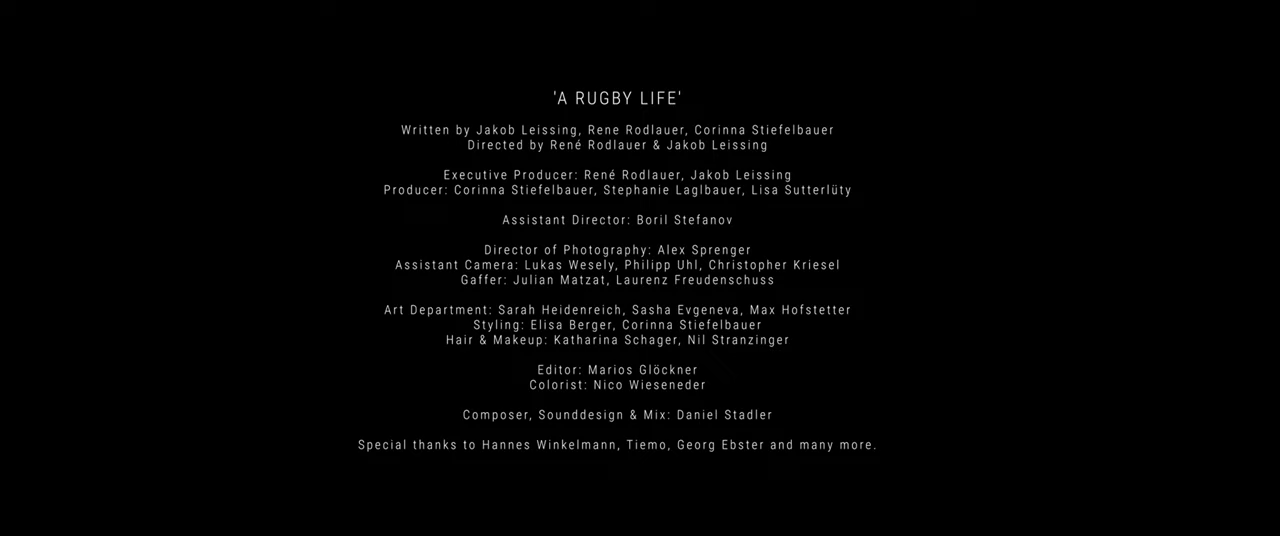 'A RUGBY LIFE'
Written by Jakob Leissing, Rene Rodlauer, Corinna Stiefelbauer
Directed by René Rodlauer & Jakob Leissing
Executive Producer: René Rodlauer, Jakob Leissing
Producer: Corinna Stiefelbauer, Stephanie Laglbauer, Lisa Sutterlüty
Assistant Director: Boril Stefanov
Director of Photography: Alex Sprenger
Assistant Camera: Lukas Wesely, Philipp Uhl, Christopher Kriesel
Gaffer: Julian Matzat, Laurenz Freudenschuss
Art Department: Sarah Heidenreich, Sasha Evgeneva, Max Hofstetter
Styling: Elisa Berger, Corinna Stiefelbauer
Hair & Makeup: Katharina Schager, Nil Stranzinger
Editor: Marios Glöckner
Colorist: Nico Wieseneder
Composer, Sounddesign & Mix: Daniel Stadler
Special thanks to Hannes Winkelmann, Tiemo, Georg Ebster and many more.